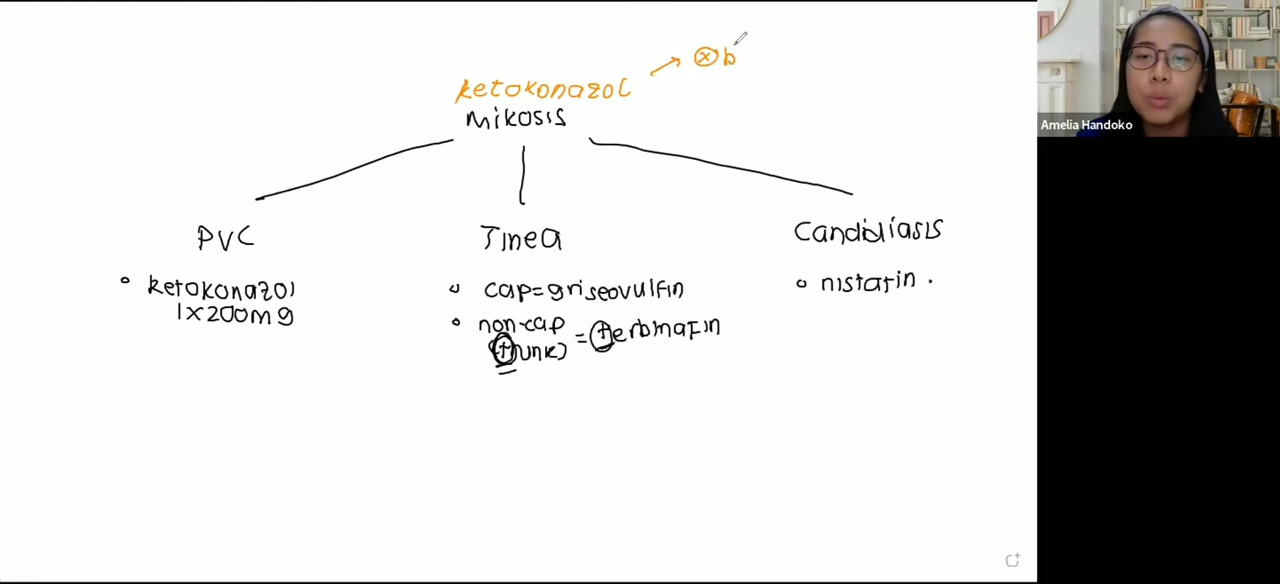 ketokonazol → ⊗ b
mikosis
Amelia Handoko
PVC
Tinea
Candidiasis
• ketokonazol
1x200mg
• cap=griseovulfin
• non-cap
(trunk) = terbinafin
• nistatin.